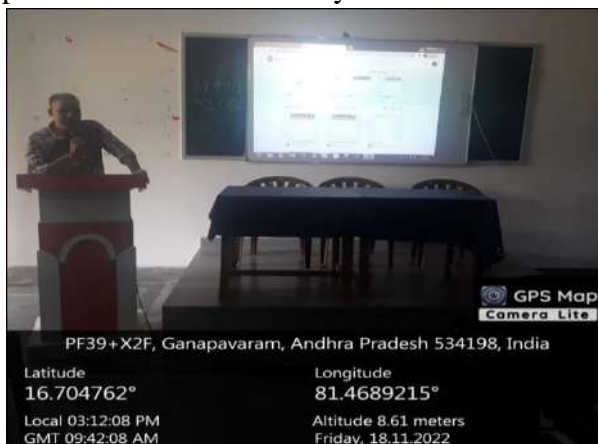 GPS Map
Camera Lite
PF39+X2F, Ganapavaram, Andhra Pradesh 534198, India
Latitude
16.704762°
Longitude
81.4689215°
Local 03:12:08 PM
GMT 09:42:08 AM
Altitude 8.61 meters
Friday, 18.11.2022